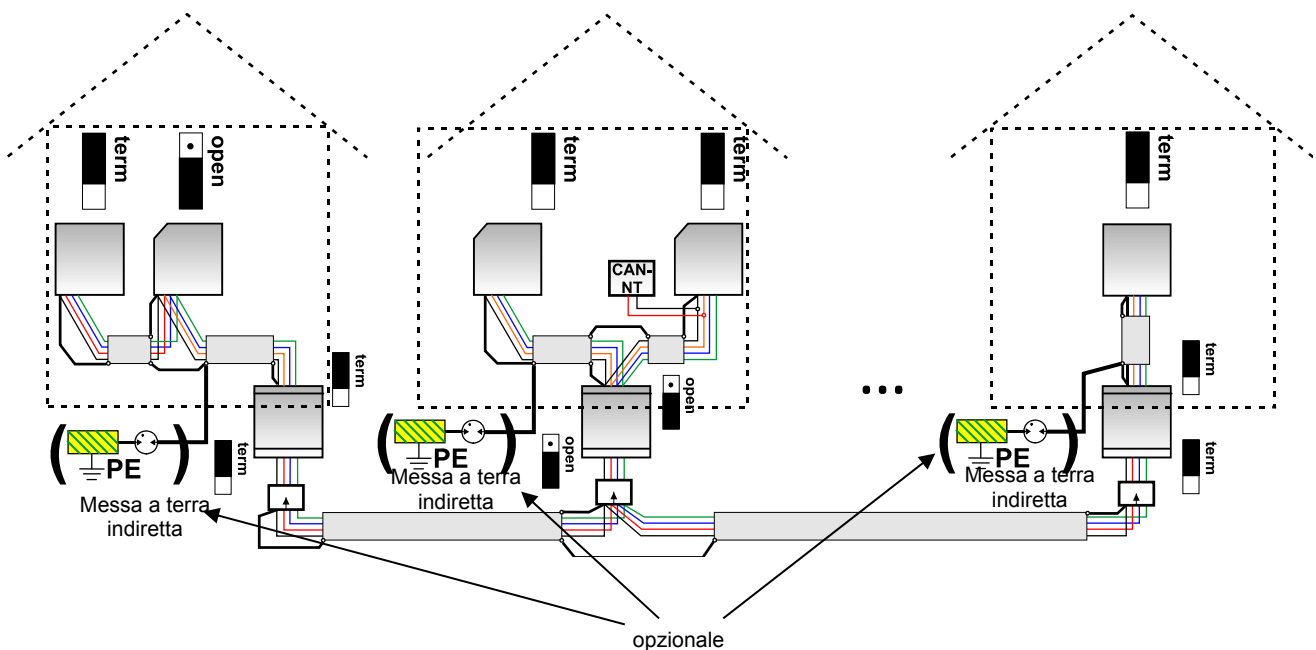 term
open
term
term
term
CAN-
NT
term
open
term
...
( PE )
Messa a terra
indiretta
term
( PE )
Messa a terra
indiretta
open
( PE )
Messa a terra
indiretta
term
opzionale